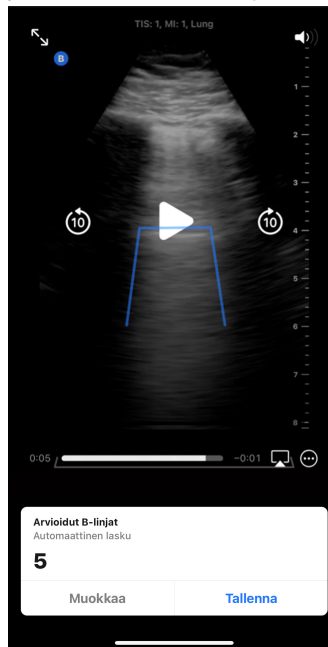 TIS: 1, MI: 1, Lung
B
1
2
3
10
10
4
5
6
7
8
0:05
-0:01
Arvioidut B-linjat
Automaattinen lasku
5
Muokkaa
Tallenna